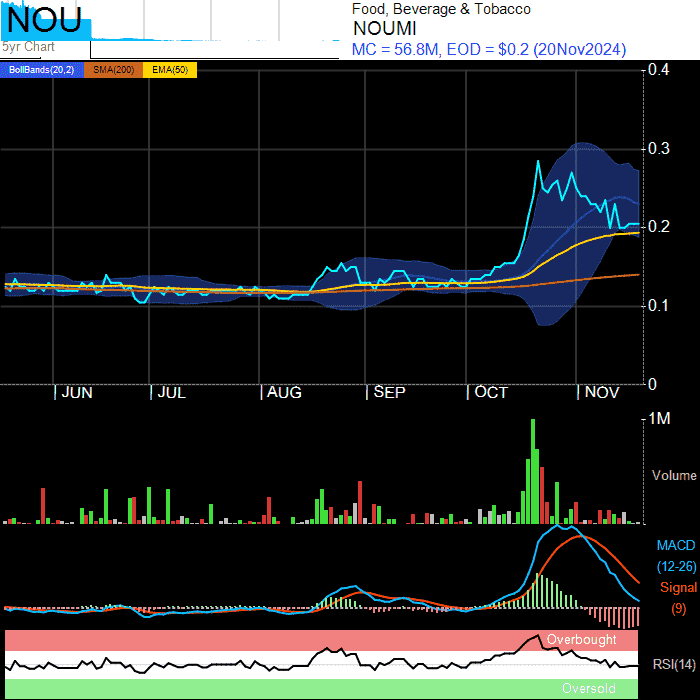 NOU
5yr Chart
Food, Beverage & Tobacco
NOUMI
MC = 56.8M, EOD = $0.2 (20Nov2024)
BollBands(20,2) SMA(200) EMA(50)
0.4
0.3
0.2
0.1
0
JUN JUL AUG SEP OCT NOV
1M
Volume
MACD
(12-26)
Signal
(9)
Overbought
RSI(14)
Oversold